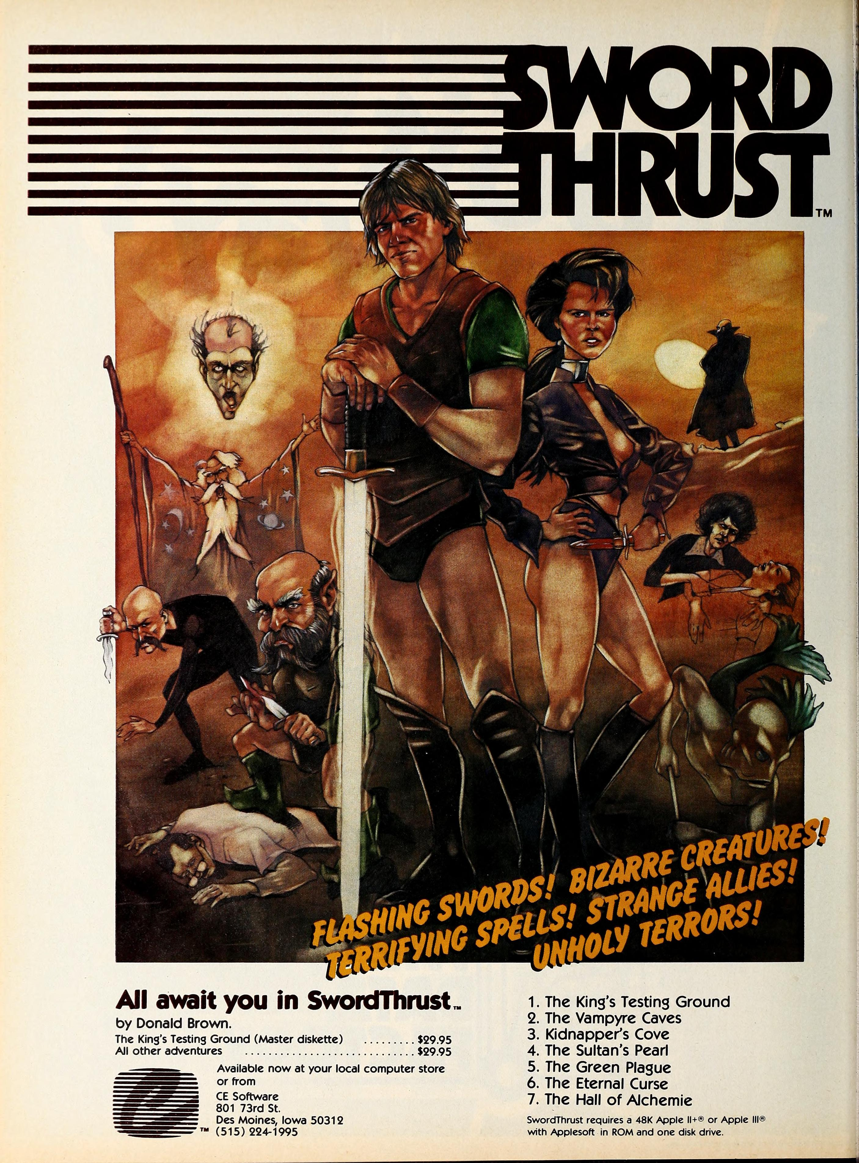 SWORD
THRUST™
FLASHING SWORDS! BIZARRE CREATURES!
TERRIFYING SPELLS! STRANGE ALLIES!
UNHOLY TERRORS!
All await you in SwordThrust™
by Donald Brown.
The King's Testing Ground (Master diskette) ......... $29.95
All other adventures ............................. $29.95
Available now at your local computer store
or from
CE Software
801 73rd St.
Des Moines, Iowa 50312
(515) 224-1995
™
1. The King's Testing Ground
2. The Vampyre Caves
3. Kidnapper's Cove
4. The Sultan's Pearl
5. The Green Plague
6. The Eternal Curse
7. The Hall of Alchemie
SwordThrust requires a 48K Apple II+® or Apple III®
with Applesoft in ROM and one disk drive.